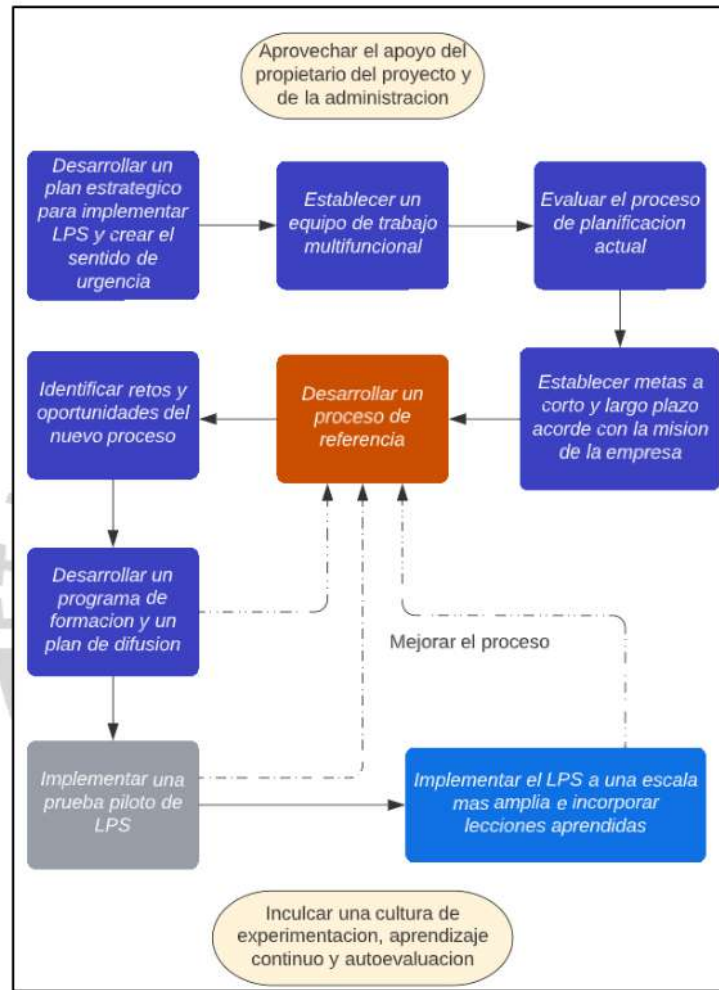 Aprovechar el apoyo del
propietario del proyecto y
de la administracion
Desarrollar un
plan estrategico
para implementar
LPS y crear el
sentido de
urgencia
Establecer un
equipo de trabajo
multifuncional
Evaluar el proceso
de planificacion
actual
Identificar retos y
oportunidades del
nuevo proceso
Desarrollar un
proceso de
referencia
Establecer metas a
corto y largo plazo
acorde con la mision
de la empresa
Desarrollar un
programa de
formacion y un
plan de difusion
Mejorar el proceso
Implementar una
prueba piloto de
LPS
Implementar el LPS a una escala
mas amplia e incorporar
lecciones aprendidas
Inculcar una cultura de
experimentacion, aprendizaje
continuo y autoevaluacion